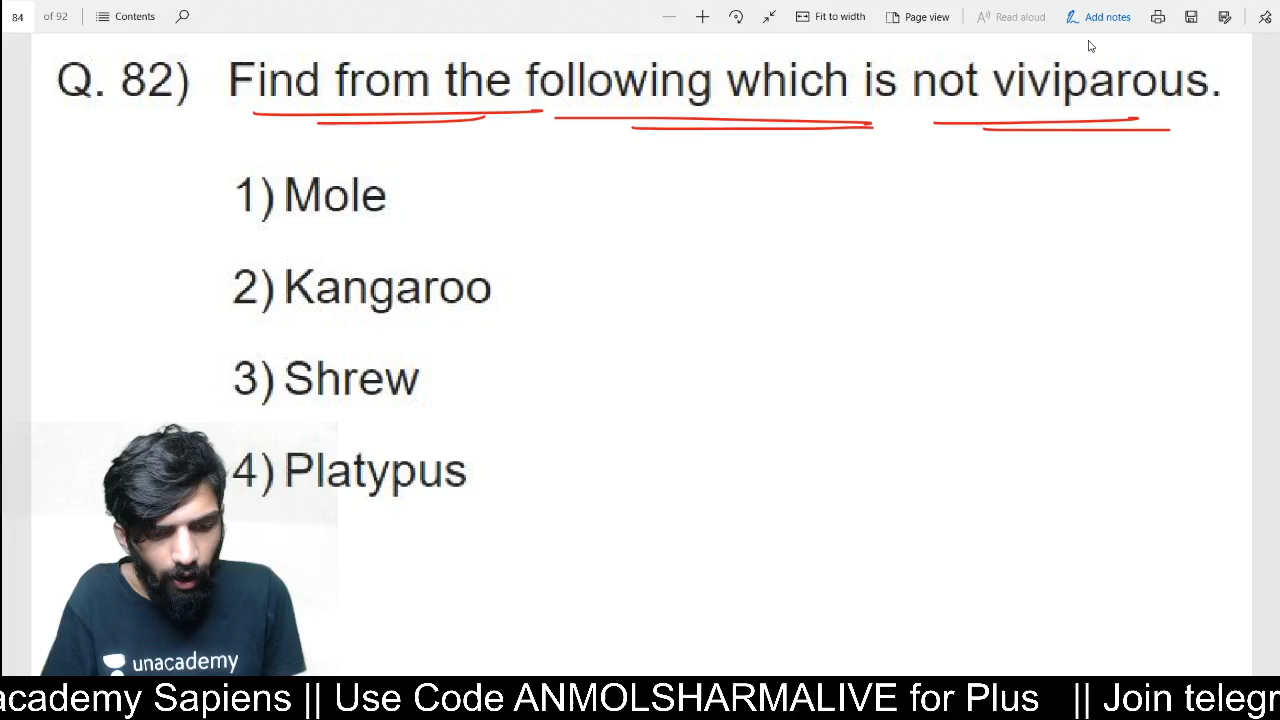 84 of 92 Contents Fit to width Page view Read aloud Add notes
Q. 82) Find from the following which is not viviparous.
1) Mole
2) Kangaroo
3) Shrew
4) Platypus
unacademy
academy Sapiens || Use Code ANMOLSHARMALIVE for Plus || Join telegr